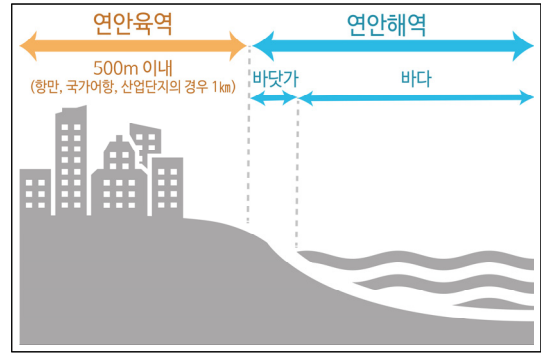 연안육역
연안해역
500m 이내
(항만, 국가어항, 산업단지의 경우 1㎞)
바닷가
바다